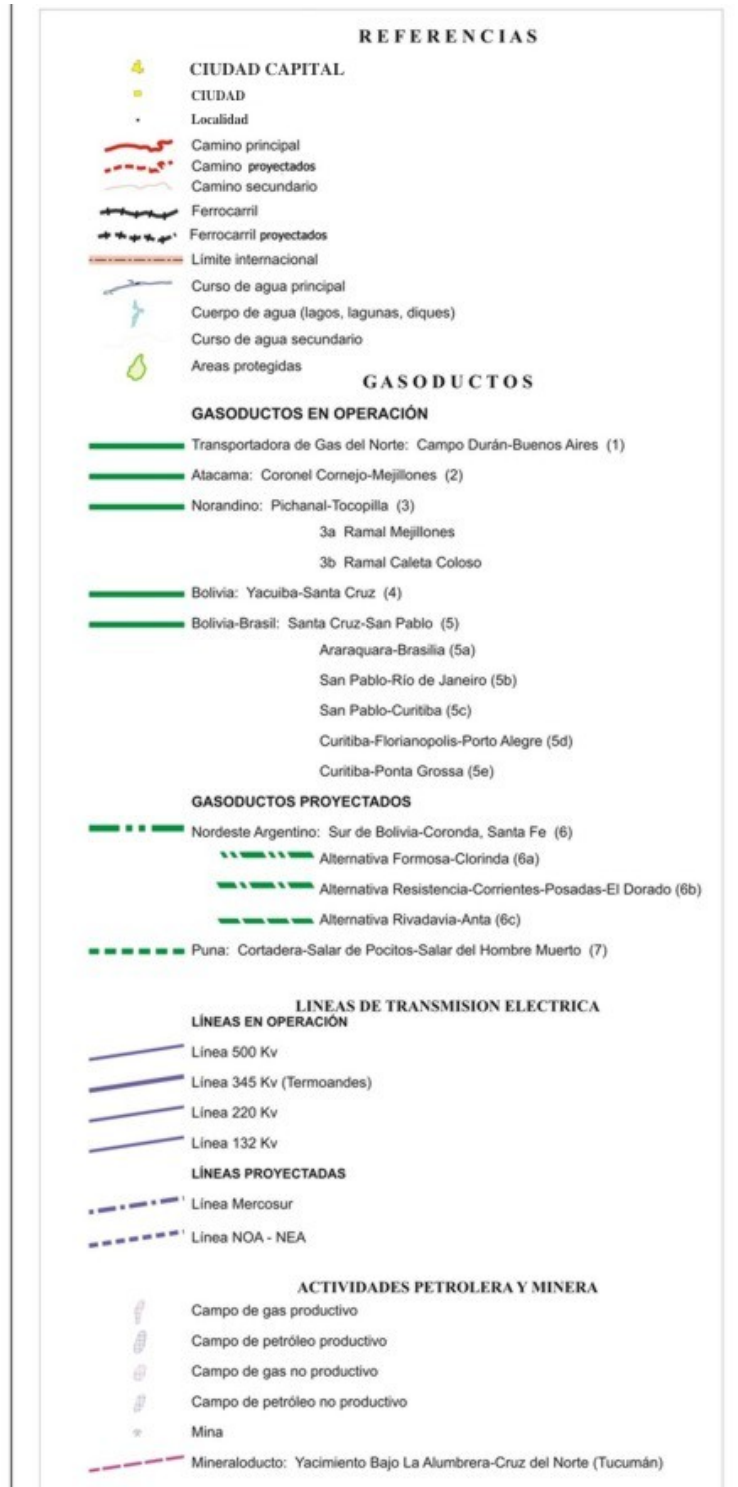 REFERENCIAS
CIUDAD CAPITAL
CIUDAD
Localidad
Camino principal
Camino proyectados
Camino secundario
Ferrocarril
Ferrocarril proyectados
Límite internacional
Curso de agua principal
Cuerpo de agua (lagos, lagunas, diques)
Curso de agua secundario
Areas protegidas
GASODUCTOS
GASODUCTOS EN OPERACIÓN
Transportadora de Gas del Norte: Campo Durán-Buenos Aires (1)
Atacama: Coronel Cornejo-Mejillones (2)
Norandino: Pichanal-Tocopilla (3)
3a Ramal Mejillones
3b Ramal Caleta Coloso
Bolivia: Yacuiba-Santa Cruz (4)
Bolivia-Brasil: Santa Cruz-San Pablo (5)
Araraquara-Brasilia (5a)
San Pablo-Río de Janeiro (5b)
San Pablo-Curitiba (5c)
Curitiba-Florianopolis-Porto Alegre (5d)
Curitiba-Ponta Grossa (5e)
GASODUCTOS PROYECTADOS
Nordeste Argentino: Sur de Bolivia-Coronda, Santa Fe (6)
Alternativa Formosa-Clorinda (6a)
Alternativa Resistencia-Corrientes-Posadas-El Dorado (6b)
Alternativa Rivadavia-Anta (6c)
Puna: Cortadera-Salar de Pocitos-Salar del Hombre Muerto (7)
LINEAS DE TRANSMISION ELECTRICA
LÍNEAS EN OPERACIÓN
Línea 500 Kv
Línea 345 Kv (Termoandes)
Línea 220 Kv
Línea 132 Kv
LÍNEAS PROYECTADAS
Línea Mercosur
Línea NOA - NEA
ACTIVIDADES PETROLERA Y MINERA
Campo de gas productivo
Campo de petróleo productivo
Campo de gas no productivo
Campo de petróleo no productivo
Mina
Mineraloducto: Yacimiento Bajo La Alumbrera-Cruz del Norte (Tucumán)